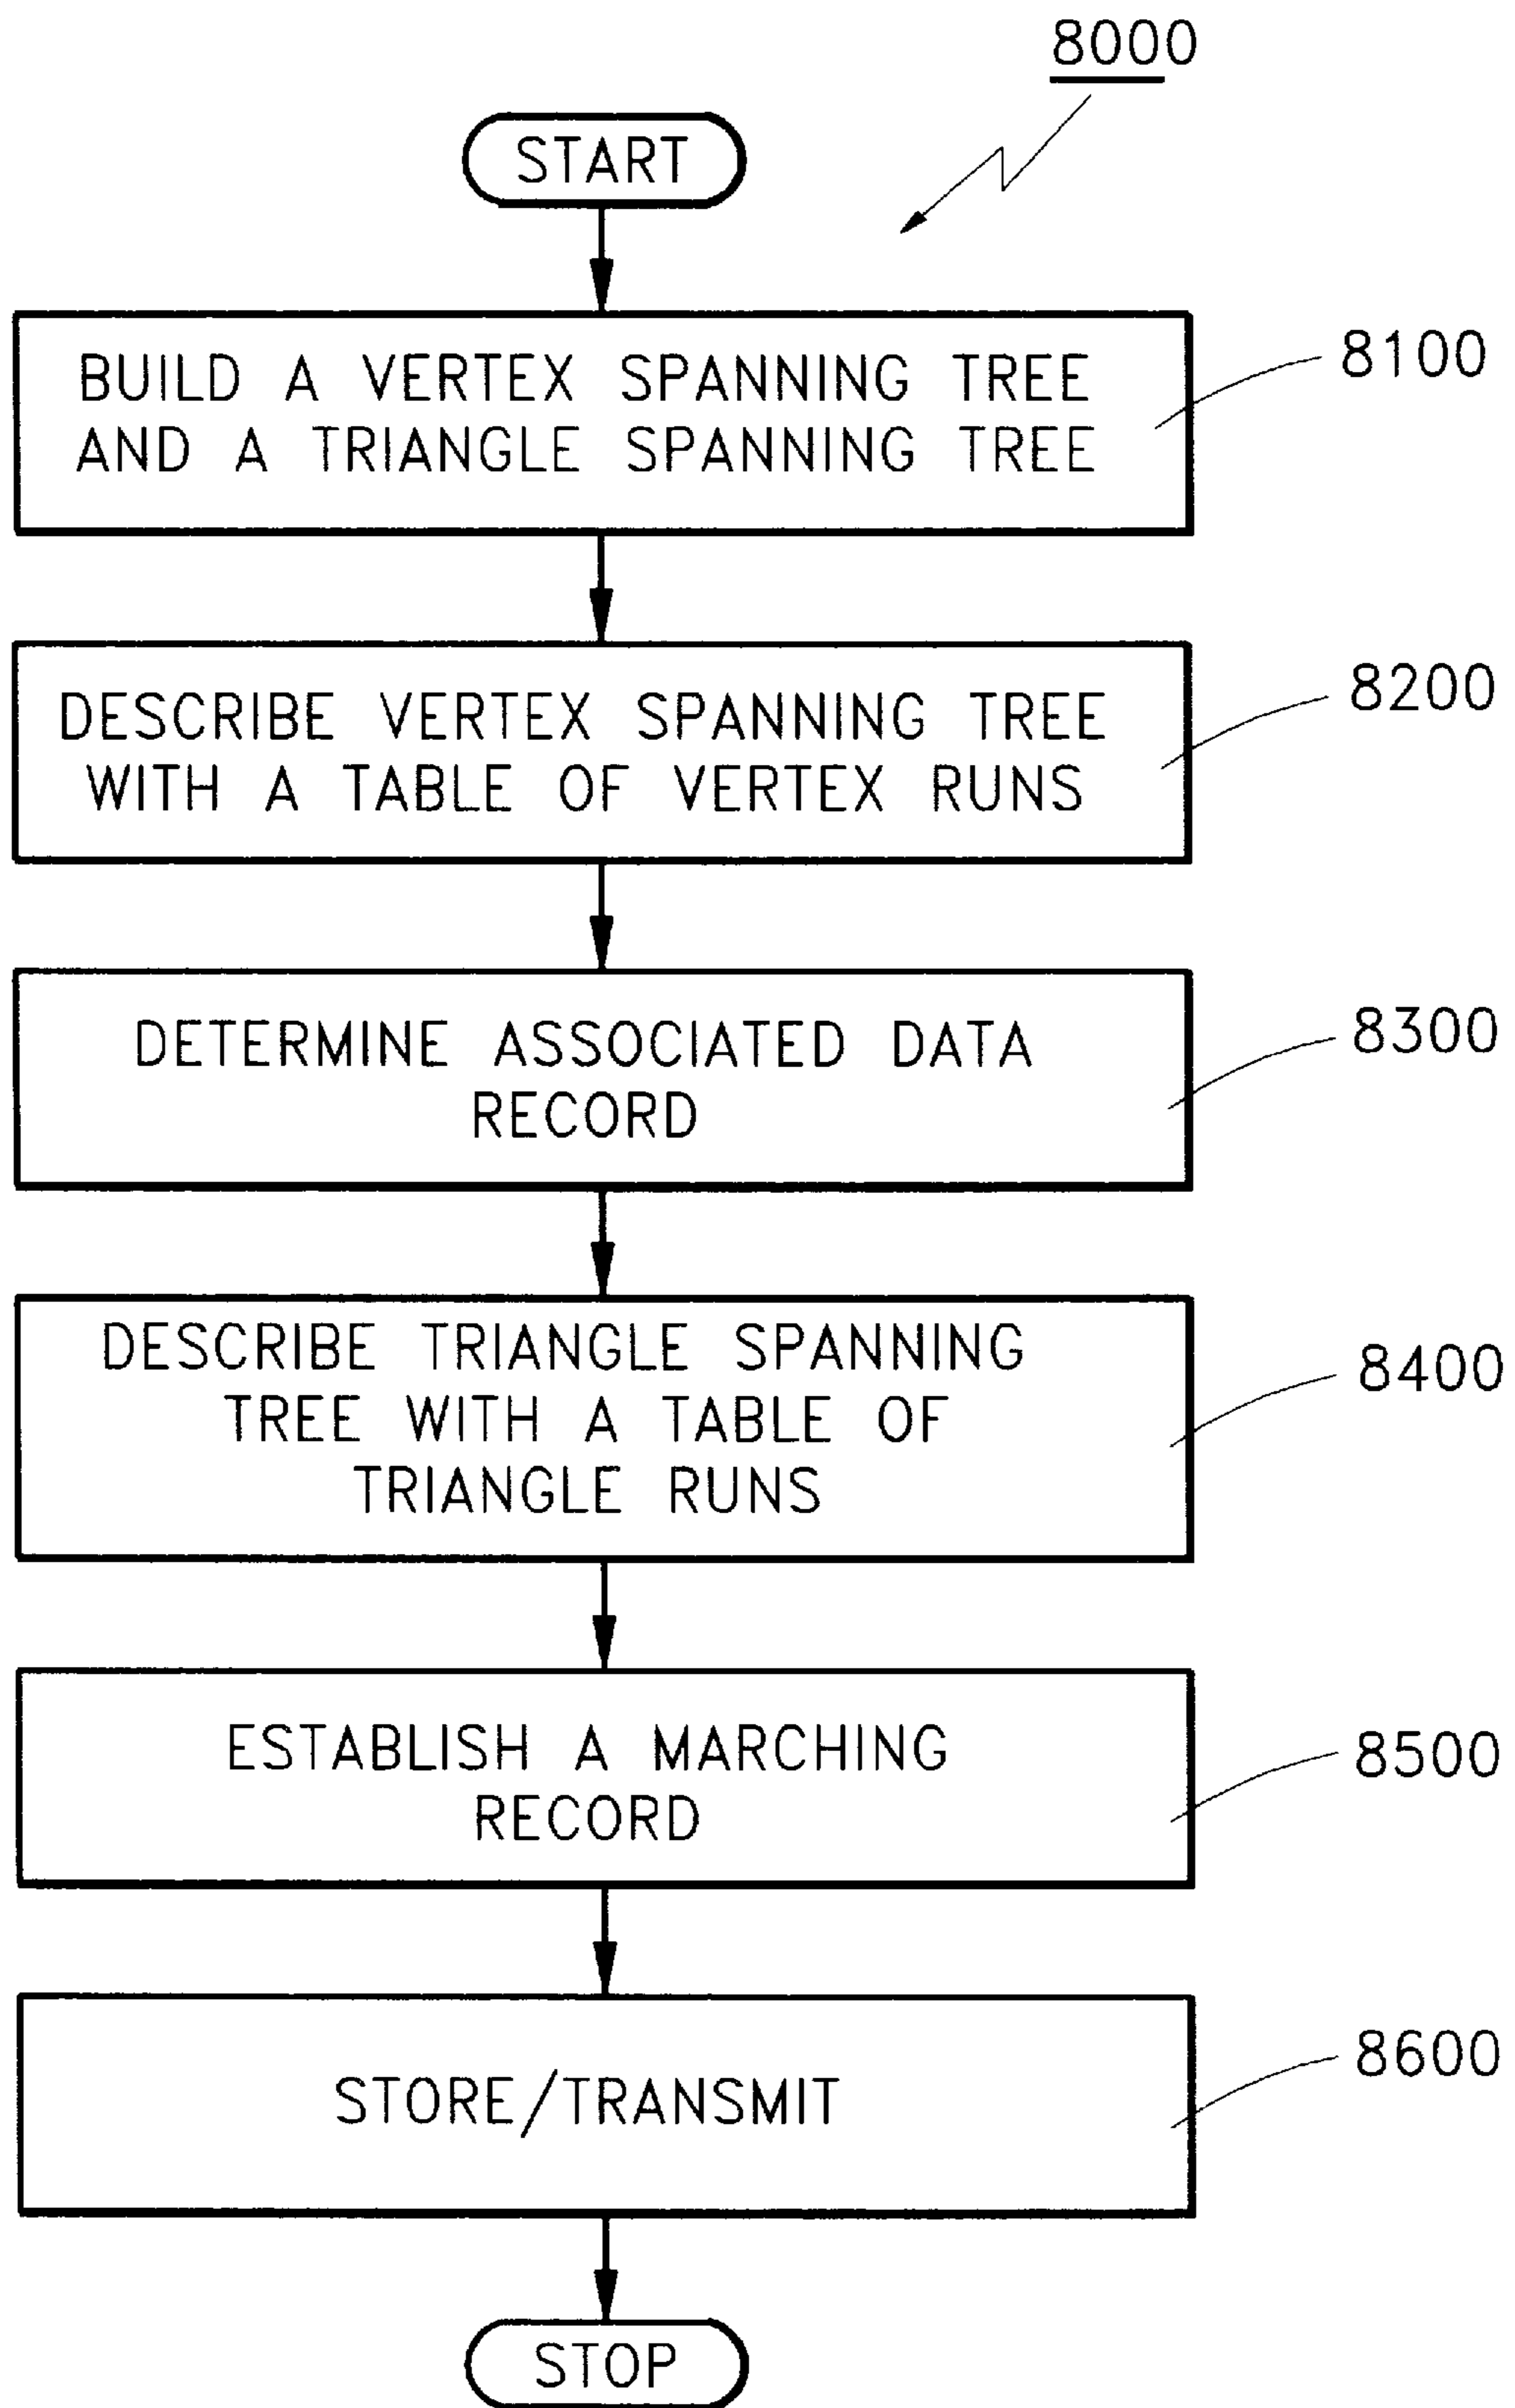 8000
START
BUILD A VERTEX SPANNING TREE
AND A TRIANGLE SPANNING TREE
8100
DESCRIBE VERTEX SPANNING TREE
WITH A TABLE OF VERTEX RUNS
8200
DETERMINE ASSOCIATED DATA
RECORD
8300
DESCRIBE TRIANGLE SPANNING
TREE WITH A TABLE OF
TRIANGLE RUNS
8400
ESTABLISH A MARCHING
RECORD
8500
STORE/TRANSMIT
8600
STOP